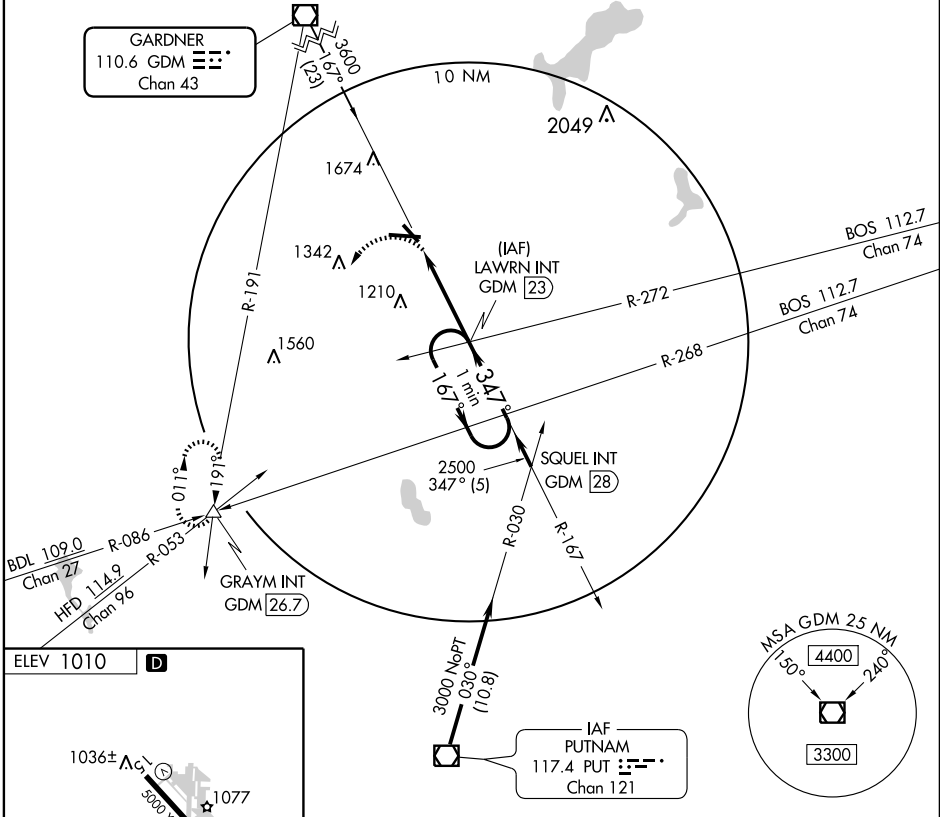 GARDNER
110.6 GDM
Chan 43
3600
167°
(23)
10 NM
2049
1674
1342
1210
1560
(IAF)
LAWRN INT
GDM 23
BOS 112.7
Chan 74
R-272
BOS 112.7
Chan 74
R-268
R-191
1 min
167°
347°
2500
347° (5)
SQUEL INT
GDM 28
R-030
R-167
011°
191°
BDL 109.0
Chan 27
R-086
HFD 114.9
Chan 96
R-053
GRAYM INT
GDM 26.7
3000 NoPT
030°
(10.8)
IAF
PUTNAM
117.4 PUT
Chan 121
MSA GDM 25 NM
150°
4400
240°
3300
ELEV 1010
D
1036±
15
V
1077
5000 X